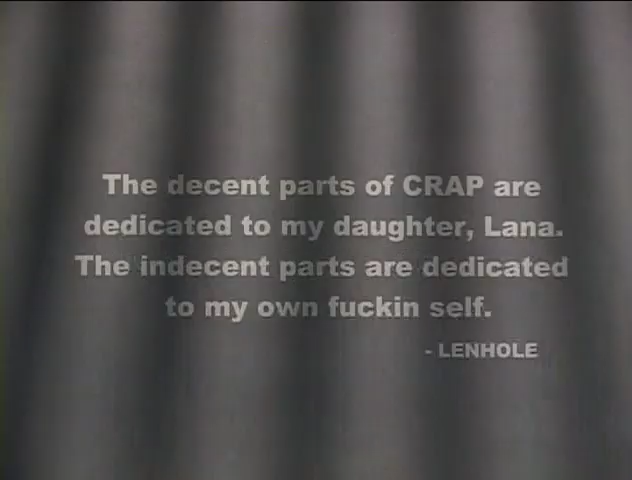 The decent parts of CRAP are
dedicated to my daughter, Lana.
The indecent parts are dedicated
to my own fuckin self.
- LENHOLE